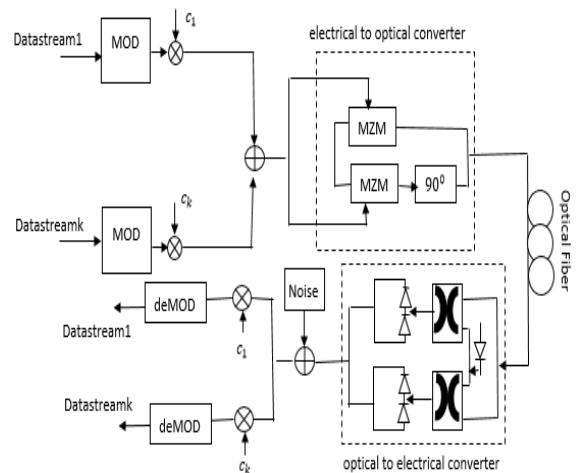 c₁
Datastream1
MOD
electrical to optical converter
MZM
MZM
90⁰
cₖ
Datastreamk
MOD
Optical Fiber
deMOD
Noise
Datastream1
c₁
Datastreamk
deMOD
cₖ
optical to electrical converter